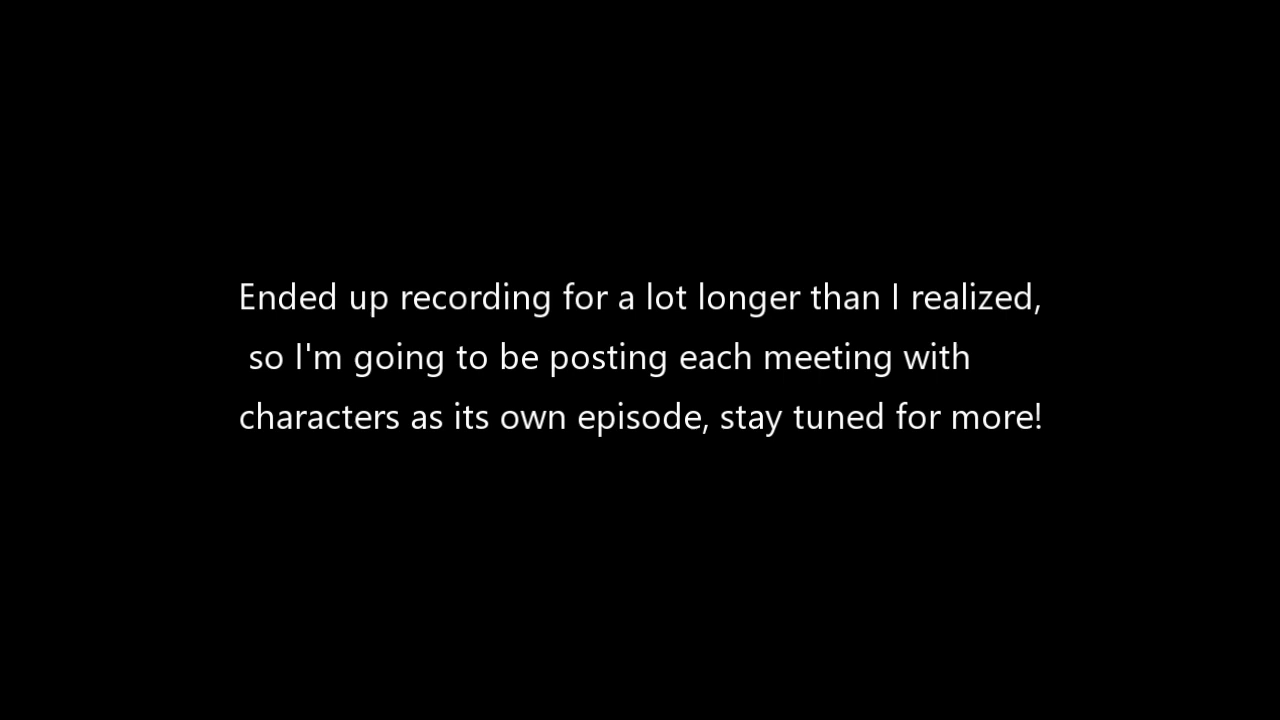 Ended up recording for a lot longer than I realized,
so I'm going to be posting each meeting with
characters as its own episode, stay tuned for more!